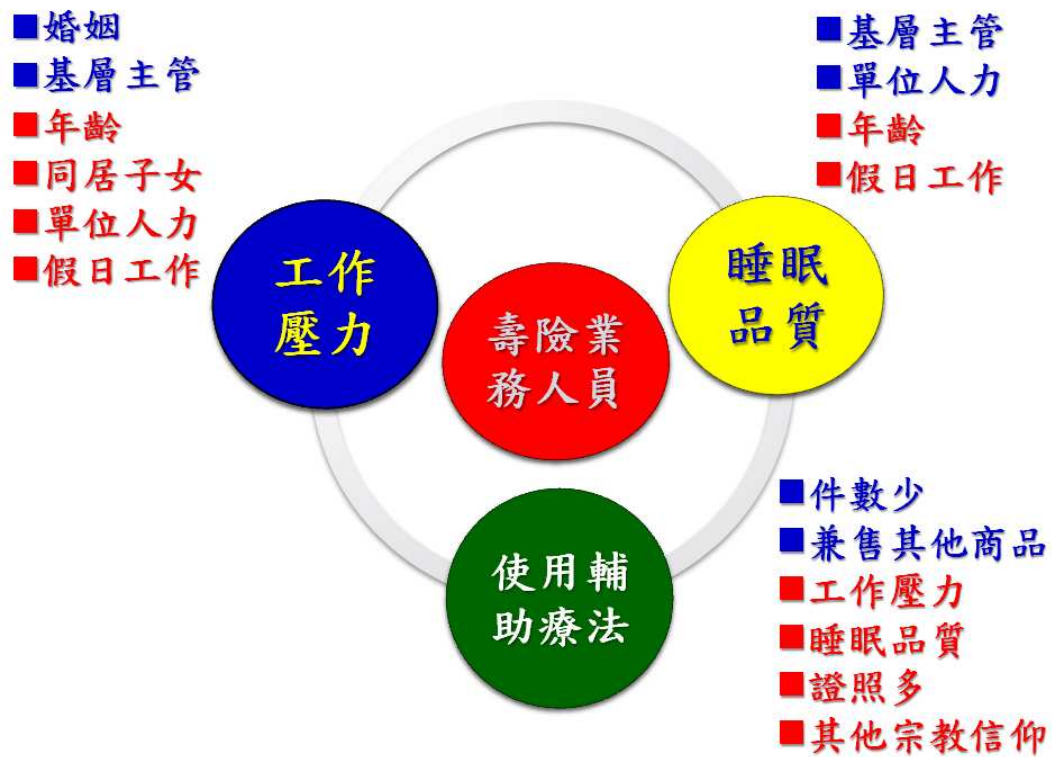 ■婚姻
■基層主管
■年齡
■同居子女
■單位人力
■假日工作
■基層主管
■單位人力
■年齡
■假日工作
工作
壓力
睡眠
品質
壽險業
務人員
使用輔
助療法
■件數少
■兼售其他商品
■工作壓力
■睡眠品質
■證照多
■其他宗教信仰